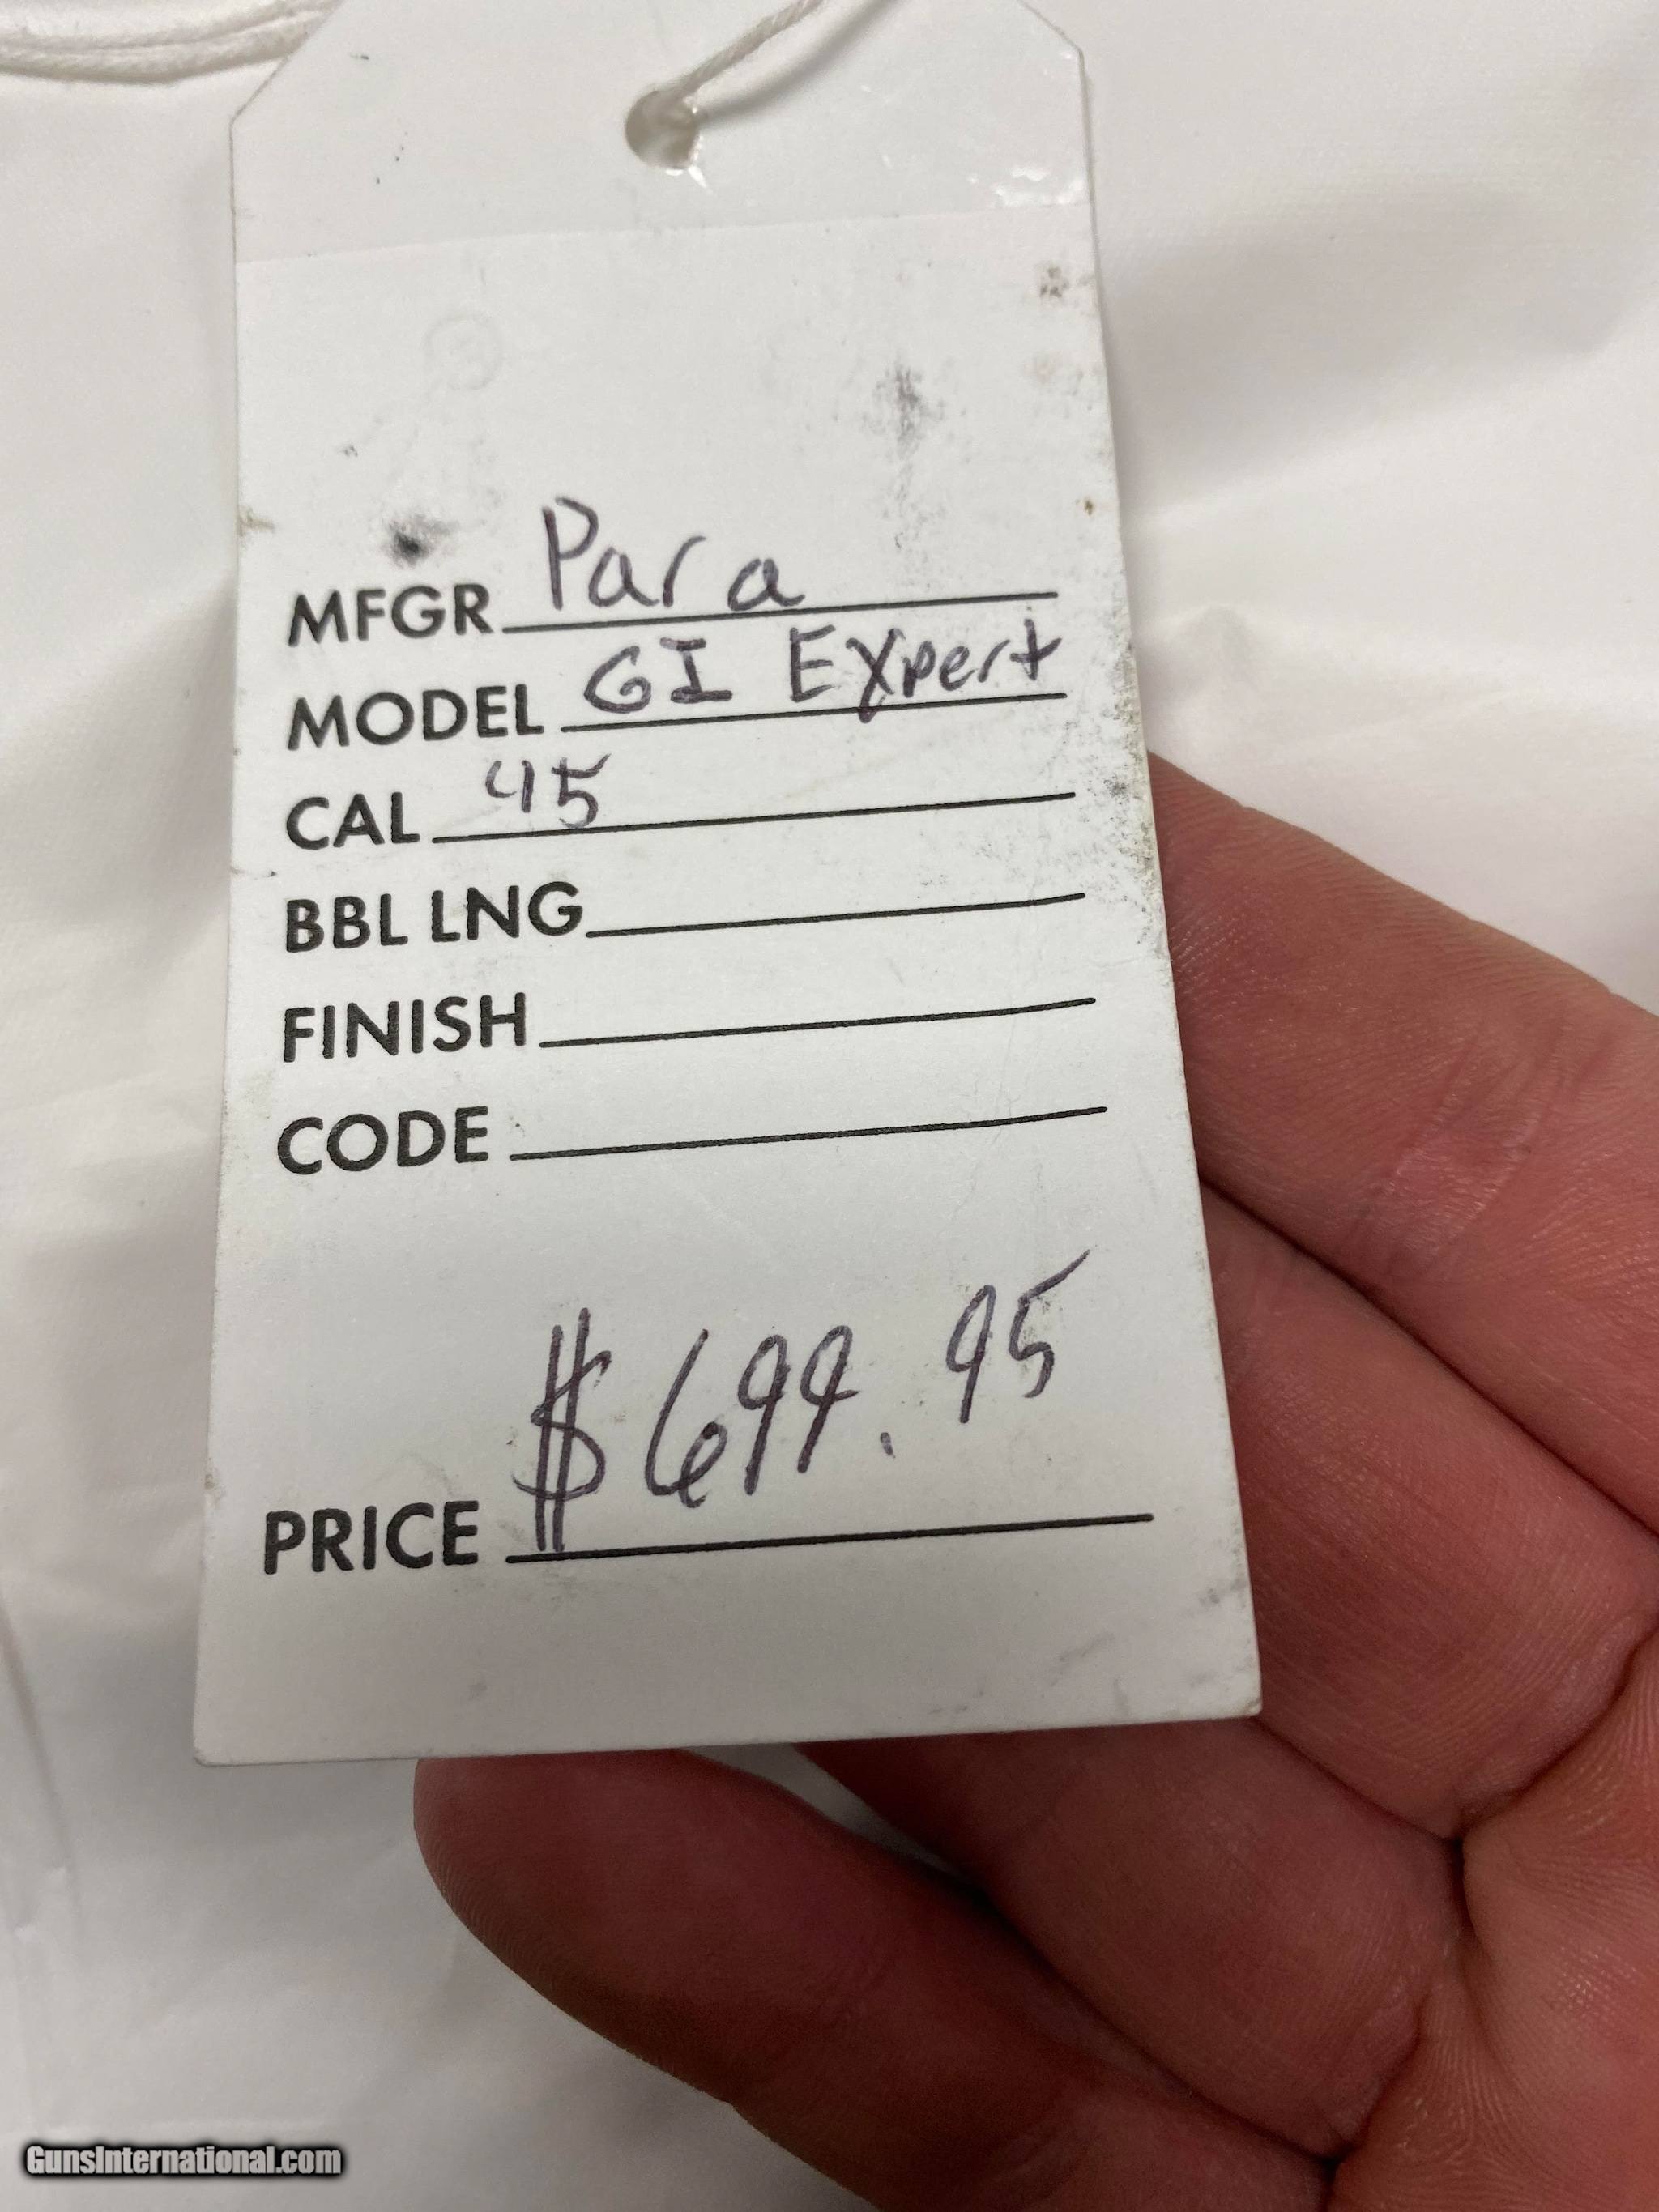 MFGR Para
MODEL GI Expert
CAL 45
BBL LNG
FINISH
CODE
PRICE $699.95
GunsInternational.com